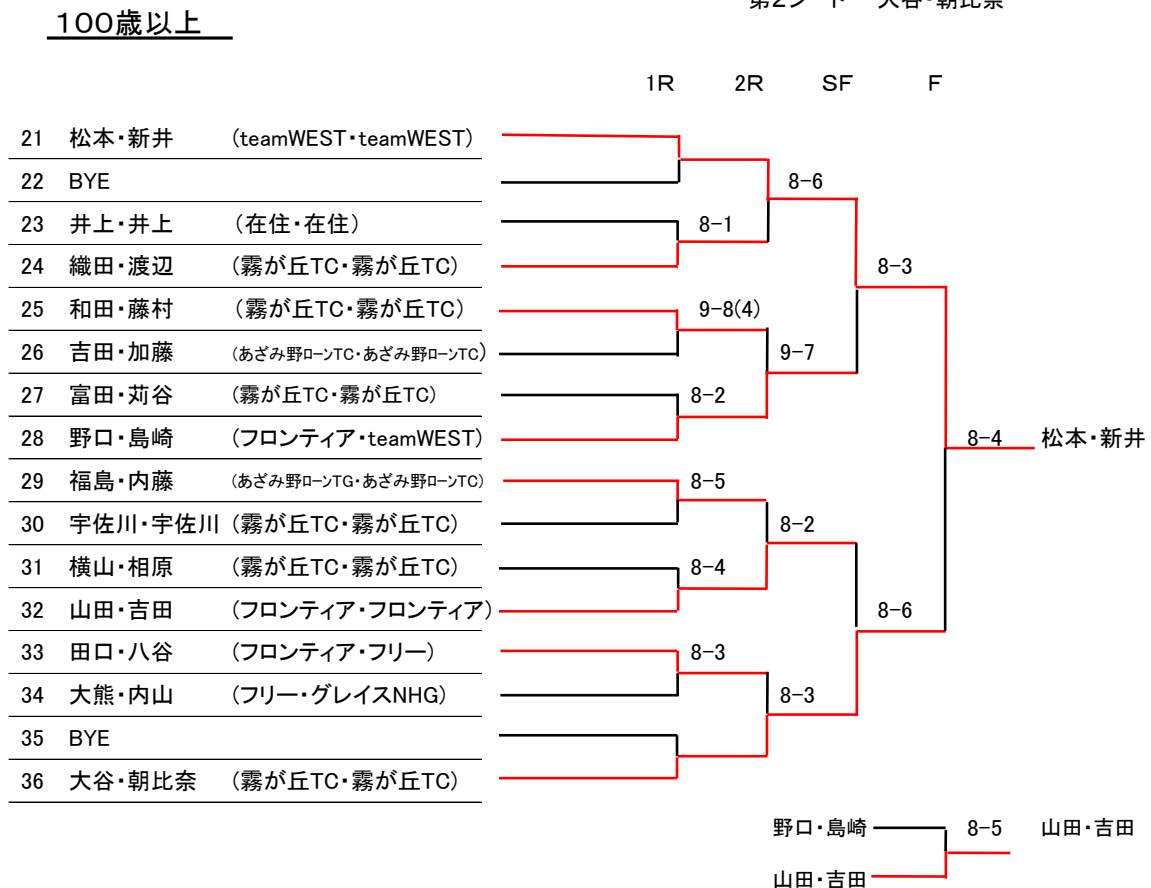 100歳以上
1R 2R SF F
21 松本・新井 (teamWEST・teamWEST)
22 BYE
8-6
23 井上・井上 (在住・在住)
8-1
24 織田・渡辺 (霧が丘TC・霧が丘TC)
8-3
25 和田・藤村 (霧が丘TC・霧が丘TC)
9-8(4)
26 吉田・加藤 (あざみ野ローンTC・あざみ野ローンTC)
9-7
27 富田・苅谷 (霧が丘TC・霧が丘TC)
8-2
28 野口・島崎 (フロンティア・teamWEST)
8-4 松本・新井
29 福島・内藤 (あざみ野ローンTG・あざみ野ローンTC)
8-5
30 宇佐川・宇佐川 (霧が丘TC・霧が丘TC)
8-2
31 横山・相原 (霧が丘TC・霧が丘TC)
8-4
32 山田・吉田 (フロンティア・フロンティア)
8-6
33 田口・八谷 (フロンティア・フリー)
8-3
34 大熊・内山 (フリー・グレイスNHG)
8-3
35 BYE
36 大谷・朝比奈 (霧が丘TC・霧が丘TC)
野口・島崎 8-5 山田・吉田
山田・吉田